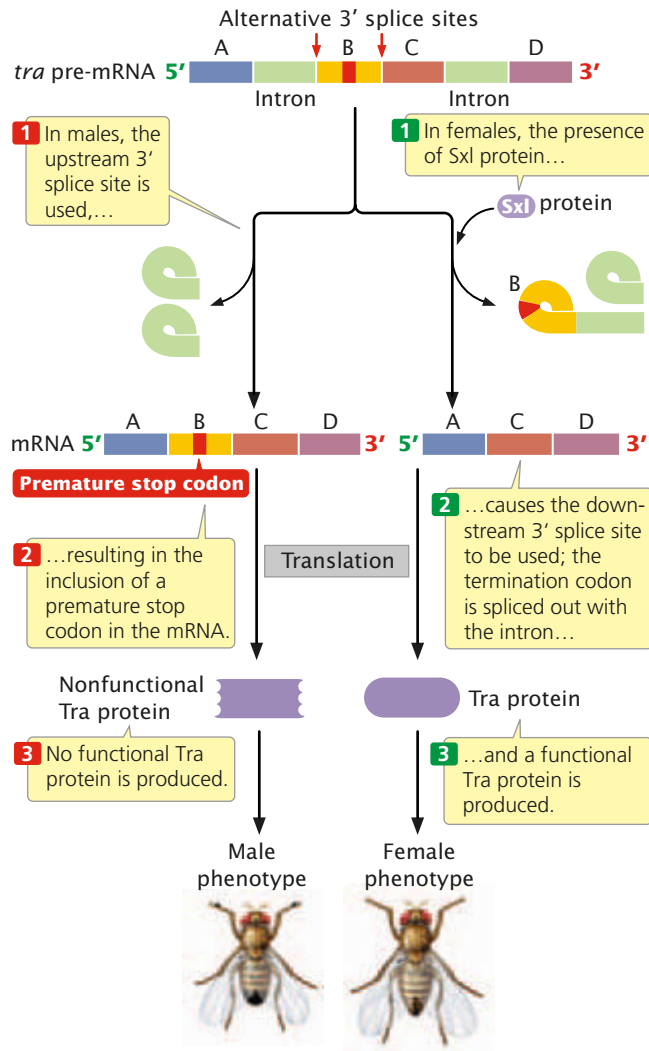 Alternative 3′ splice sites
A B C D
tra pre-mRNA 5′ 3′
Intron Intron
1 In males, the
upstream 3′
splice site is
used,…
1 In females, the presence
of Sxl protein…
Sxl protein
B
A B C D
mRNA 5′ 3′
Premature stop codon
A C D
5′ 3′
2 …resulting in the
inclusion of a
premature stop
codon in the mRNA.
Translation
2 …causes the down-
stream 3′ splice site
to be used; the
termination codon
is spliced out with
the intron…
Nonfunctional
Tra protein
Tra protein
3 No functional Tra
protein is produced.
3 …and a functional
Tra protein is
produced.
Male
phenotype
Female
phenotype